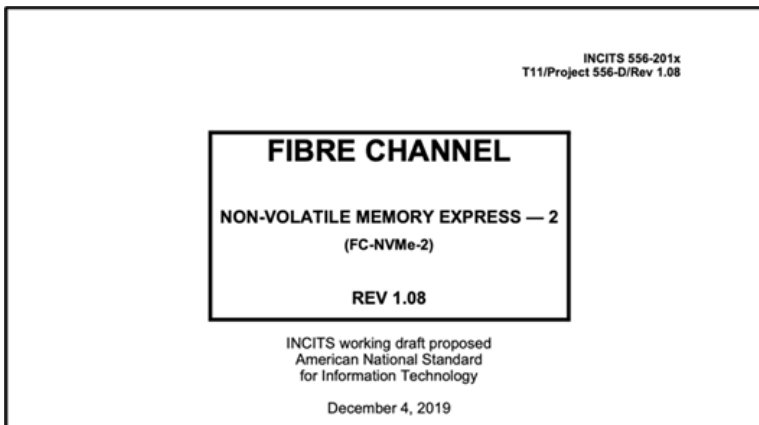 INCITS 556-201x
T11/Project 556-D/Rev 1.08
FIBRE CHANNEL
NON-VOLATILE MEMORY EXPRESS — 2
(FC-NVMe-2)
REV 1.08
INCITS working draft proposed
American National Standard
for Information Technology
December 4, 2019